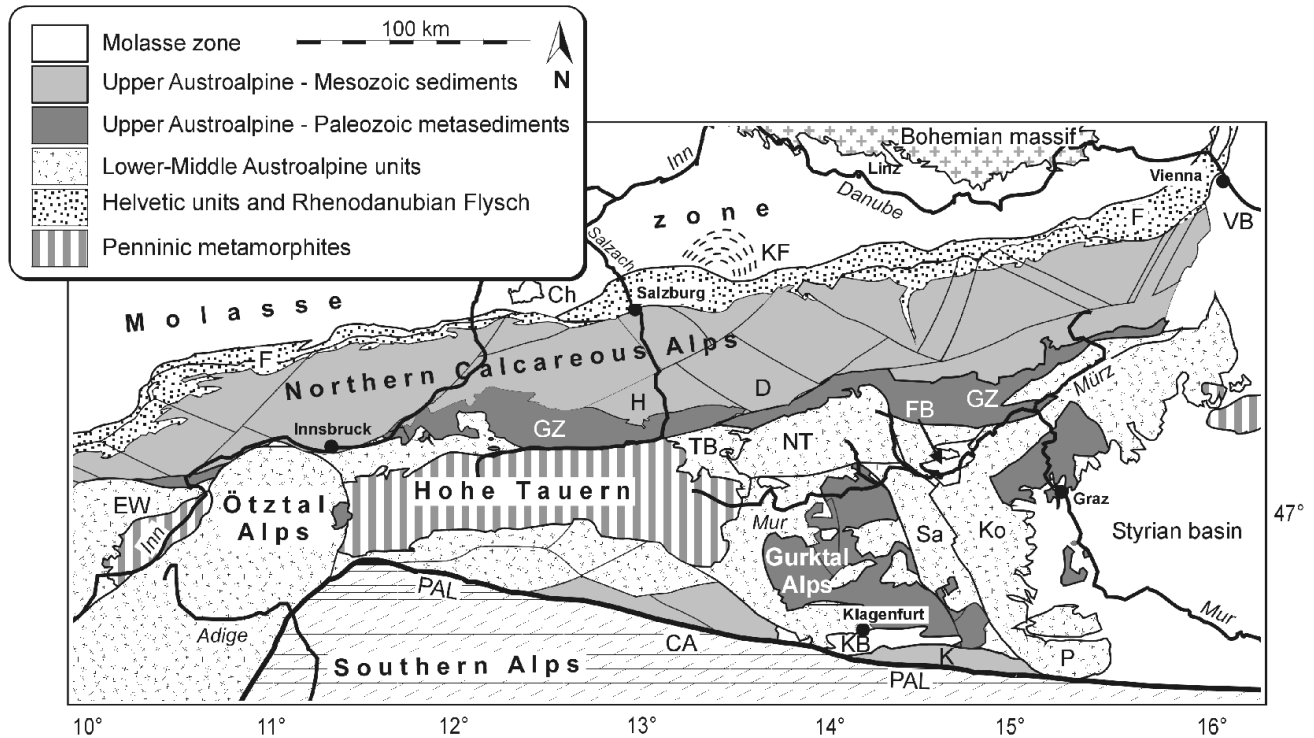 100 km
N
Molasse zone
Upper Austroalpine - Mesozoic sediments
Upper Austroalpine - Paleozoic metasediments
Lower-Middle Austroalpine units
Helvetic units and Rhenodanubian Flysch
Penninic metamorphites
Inn
Bohemian massif
Linz
Danube
Vienna
VB
F
zone
KF
Salzach
Salzburg
Ch
Molasse
F
Northern Calcareous Alps
H
D
GZ
FB
GZ
Mürz
Innsbruck
GZ
TB
NT
EW
Inn
Ötztal
Alps
Hohe Tauern
Mur
Sa
Ko
Graz
Styrian basin
47°
Gurktal
Alps
Klagenfurt
KB
K
P
Mur
PAL
Adige
CA
PAL
Southern Alps
10°
11°
12°
13°
14°
15°
16°